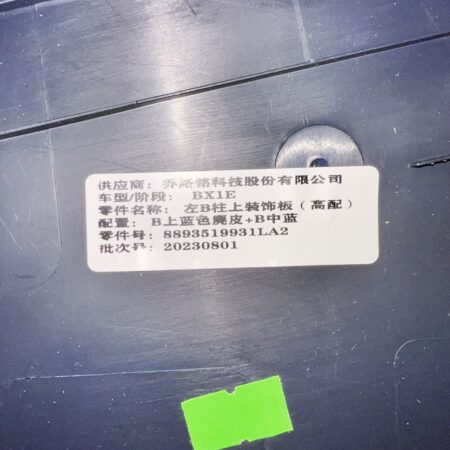 供应商：乔路铭科技股份有限公司
车型/阶段： BX1E
零件名称： 左B柱上装饰板（高配）
配置： B上蓝色麂皮+B中蓝
零件号：8893519931LA2
批次号：20230801